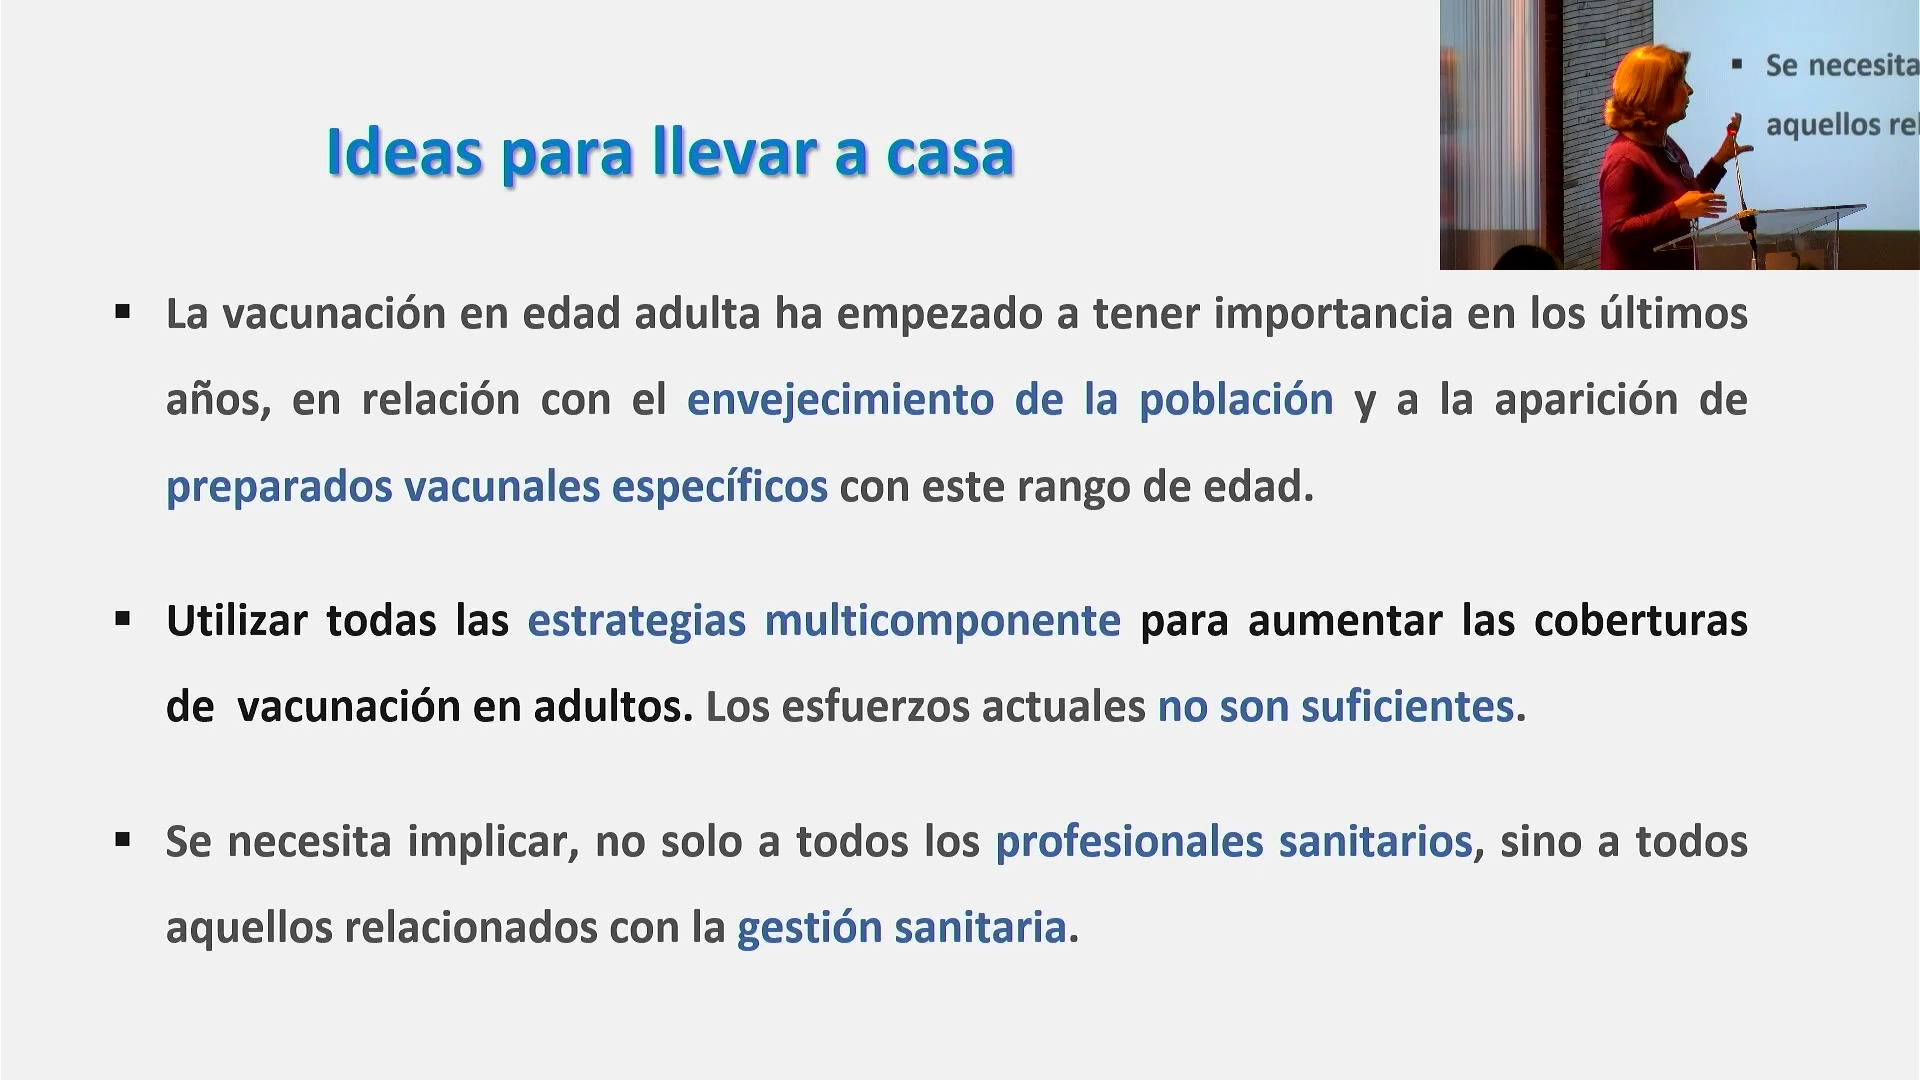 Ideas para llevar a casa
▪ Se necesita
aquellos rel
▪ La vacunación en edad adulta ha empezado a tener importancia en los últimos
años, en relación con el envejecimiento de la población y a la aparición de
preparados vacunales específicos con este rango de edad.
▪ Utilizar todas las estrategias multicomponente para aumentar las coberturas
de vacunación en adultos. Los esfuerzos actuales no son suficientes.
▪ Se necesita implicar, no solo a todos los profesionales sanitarios, sino a todos
aquellos relacionados con la gestión sanitaria.